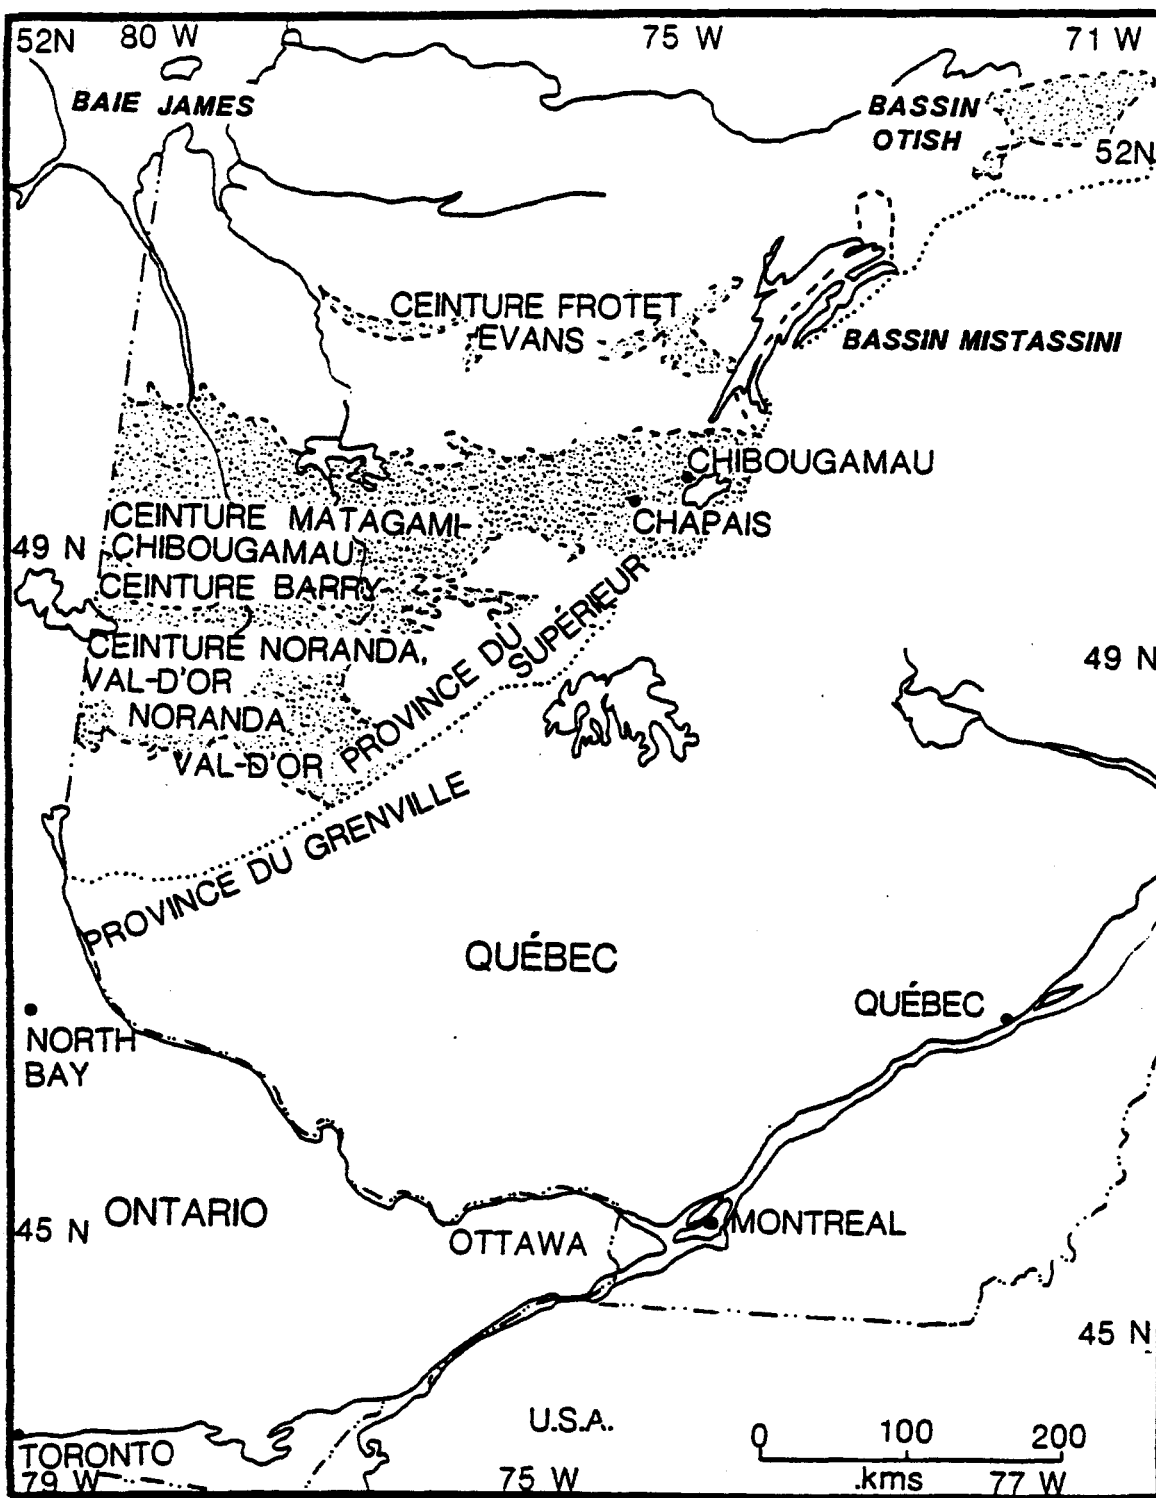 52N 80 W 75 W 71 W
BAIE JAMES
BASSIN
OTISH
52N
CEINTURE FROTET
EVANS
BASSIN MISTASSINI
CHIBOUGAMAU
CHAPAIS
CEINTURE MATAGAMI-
CHIBOUGAMAU
49 N
CEINTURE BARRY
CEINTURE NORANDA,
VAL-D'OR
NORANDA
VAL-D'OR
PROVINCE DU
SUPÉRIEUR
49 N
PROVINCE DU GRENVILLE
QUÉBEC
QUÉBEC
NORTH
BAY
ONTARIO
45 N
OTTAWA
MONTREAL
45 N
U.S.A.
0 100 200
.kms
TORONTO
79 W 75 W 77 W